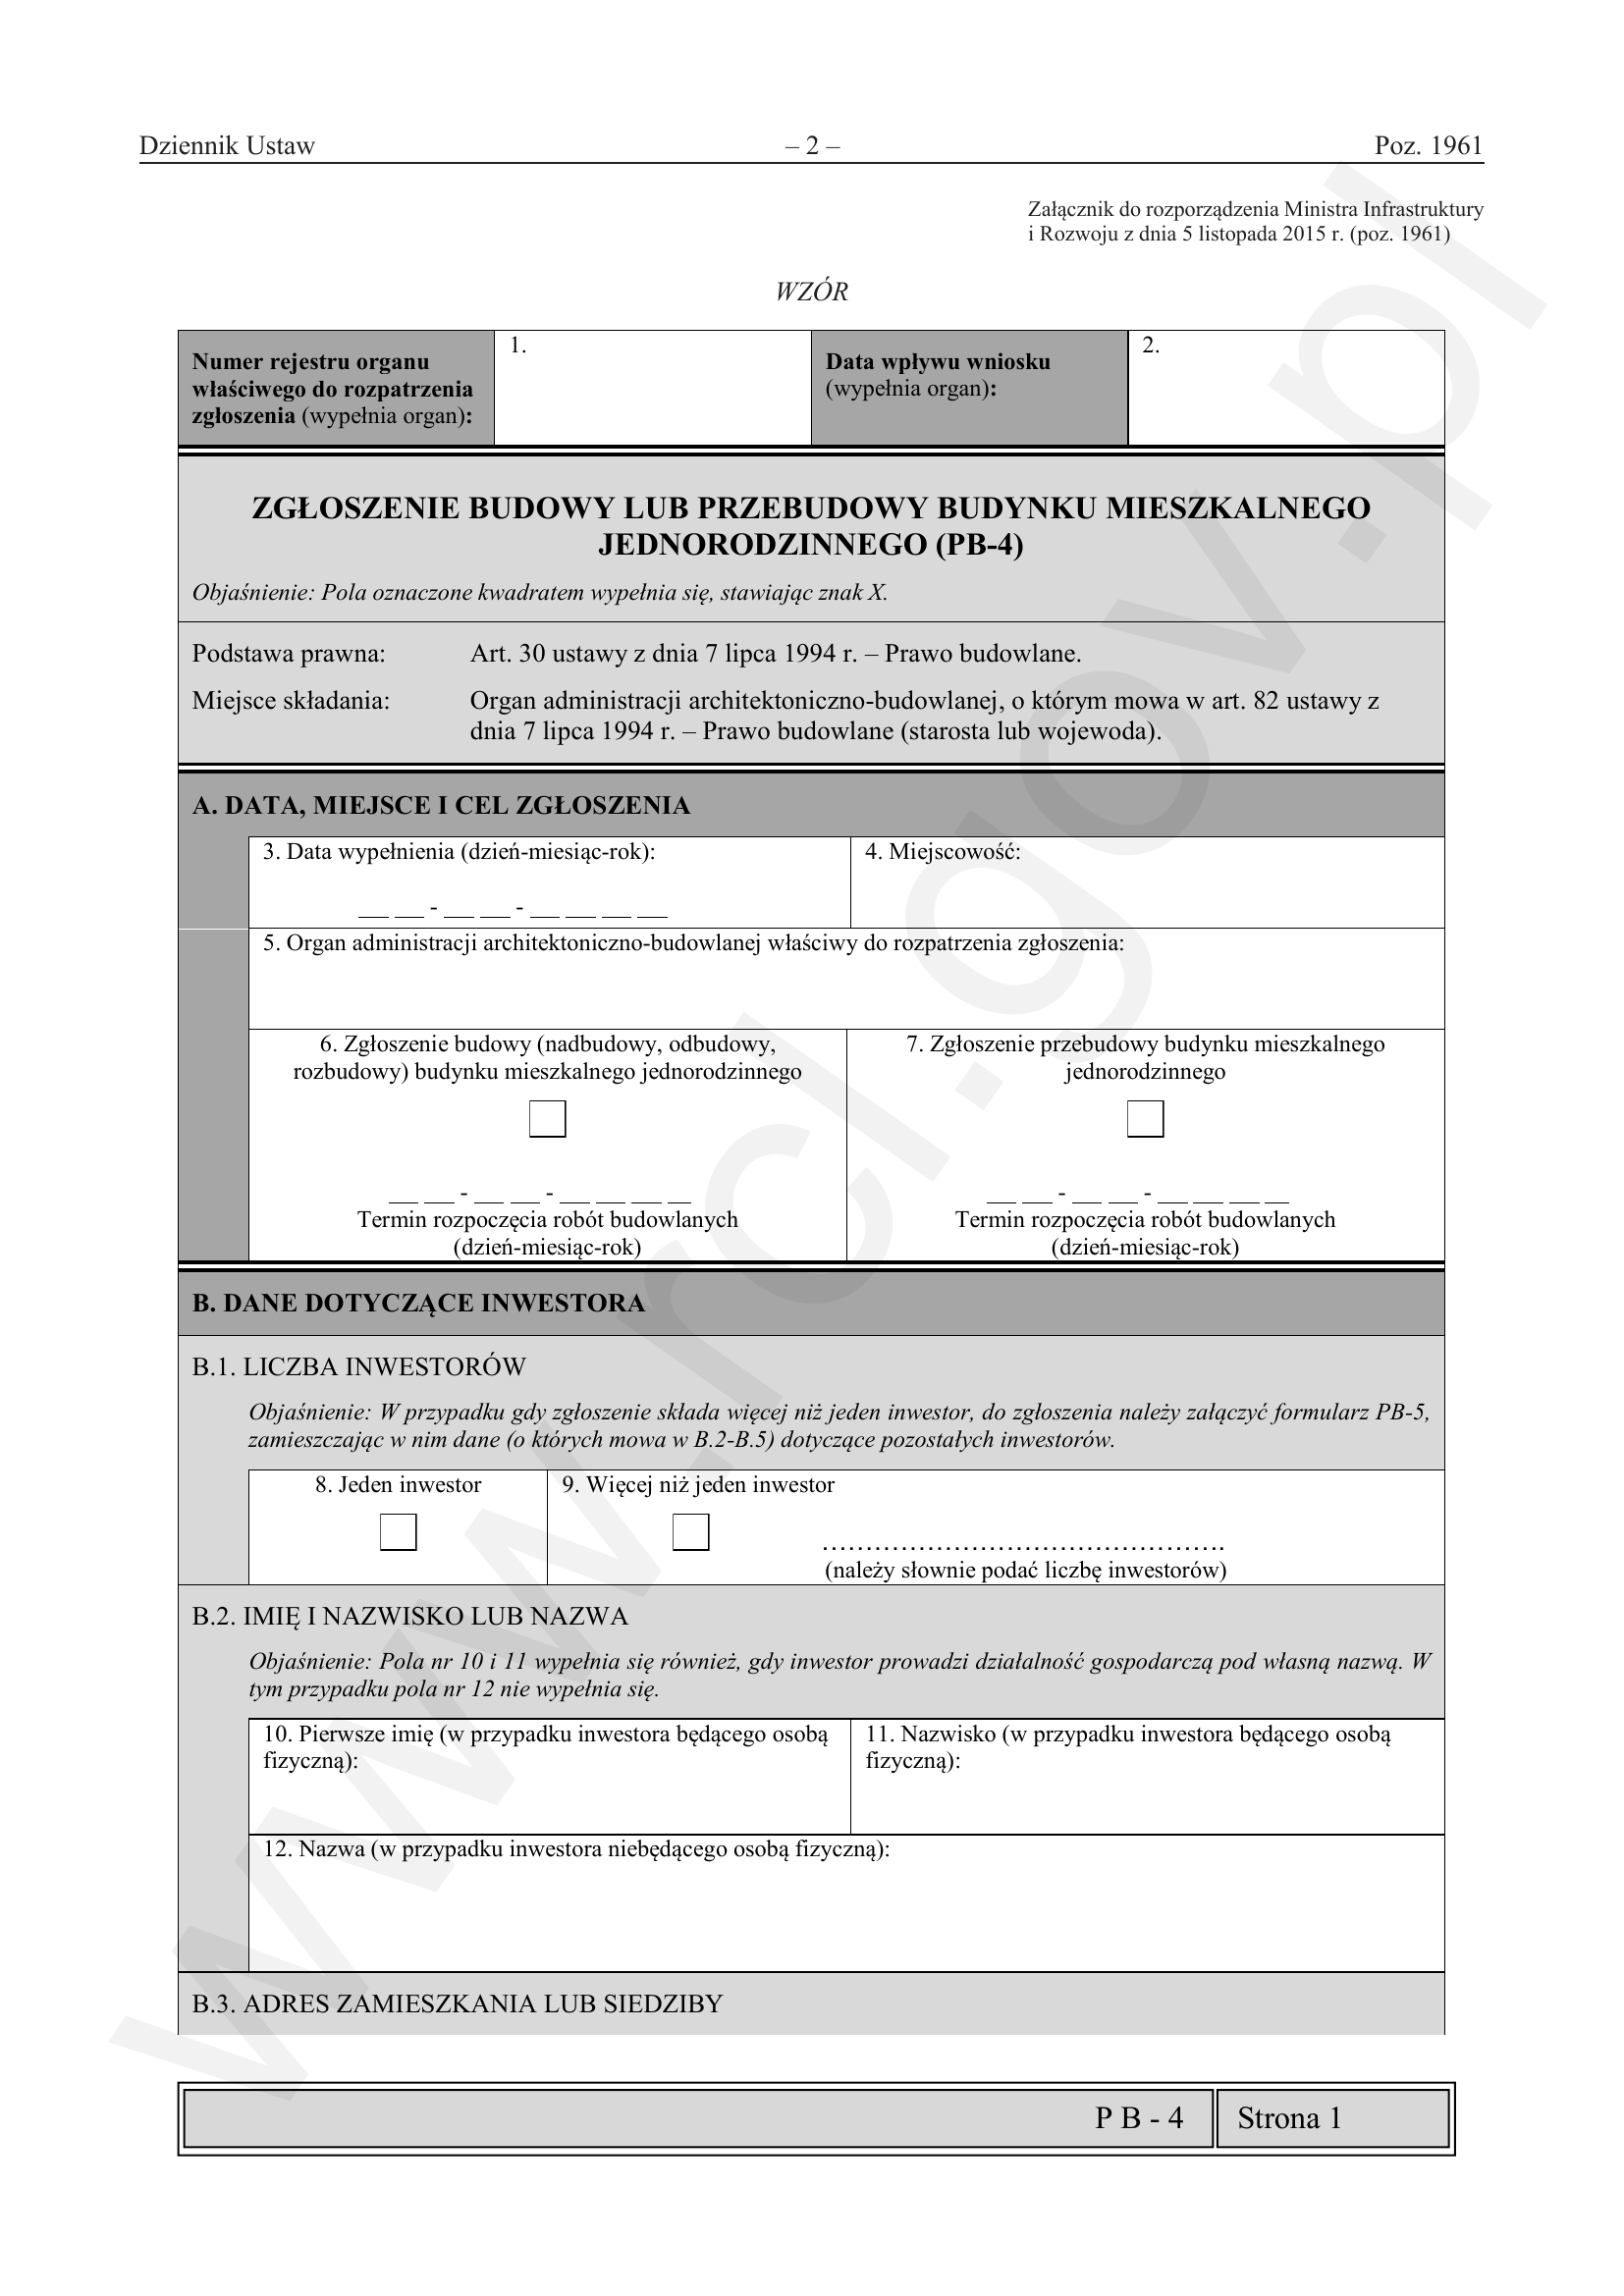 Dziennik Ustaw – 2 – Poz. 1961
Załącznik do rozporządzenia Ministra Infrastruktury
i Rozwoju z dnia 5 listopada 2015 r. (poz. 1961)
WZÓR
Numer rejestru organu
właściwego do rozpatrzenia
zgłoszenia (wypełnia organ):
1.
Data wpływu wniosku
(wypełnia organ):
2.
ZGŁOSZENIE BUDOWY LUB PRZEBUDOWY BUDYNKU MIESZKALNEGO
JEDNORODZINNEGO (PB-4)
Objaśnienie: Pola oznaczone kwadratem wypełnia się, stawiając znak X.
Podstawa prawna: Art. 30 ustawy z dnia 7 lipca 1994 r. – Prawo budowlane.
Miejsce składania: Organ administracji architektoniczno-budowlanej, o którym mowa w art. 82 ustawy z
dnia 7 lipca 1994 r. – Prawo budowlane (starosta lub wojewoda).
A. DATA, MIEJSCE I CEL ZGŁOSZENIA
3. Data wypełnienia (dzień-miesiąc-rok):
__ __ - __ __ - __ __ __ __
4. Miejscowość:
5. Organ administracji architektoniczno-budowlanej właściwy do rozpatrzenia zgłoszenia:
6. Zgłoszenie budowy (nadbudowy, odbudowy,
rozbudowy) budynku mieszkalnego jednorodzinnego
__ __ - __ __ - __ __ __ __
Termin rozpoczęcia robót budowlanych
(dzień-miesiąc-rok)
7. Zgłoszenie przebudowy budynku mieszkalnego
jednorodzinnego
__ __ - __ __ - __ __ __ __
Termin rozpoczęcia robót budowlanych
(dzień-miesiąc-rok)
B. DANE DOTYCZĄCE INWESTORA
B.1. LICZBA INWESTORÓW
Objaśnienie: W przypadku gdy zgłoszenie składa więcej niż jeden inwestor, do zgłoszenia należy załączyć formularz PB-5,
zamieszczając w nim dane (o których mowa w B.2-B.5) dotyczące pozostałych inwestorów.
8. Jeden inwestor
9. Więcej niż jeden inwestor
……………………………………….
(należy słownie podać liczbę inwestorów)
B.2. IMIĘ I NAZWISKO LUB NAZWA
Objaśnienie: Pola nr 10 i 11 wypełnia się również, gdy inwestor prowadzi działalność gospodarczą pod własną nazwą. W
tym przypadku pola nr 12 nie wypełnia się.
10. Pierwsze imię (w przypadku inwestora będącego osobą
fizyczną):
11. Nazwisko (w przypadku inwestora będącego osobą
fizyczną):
12. Nazwa (w przypadku inwestora niebędącego osobą fizyczną):
B.3. ADRES ZAMIESZKANIA LUB SIEDZIBY
P B - 4 Strona 1
www.rcl.gov.pl